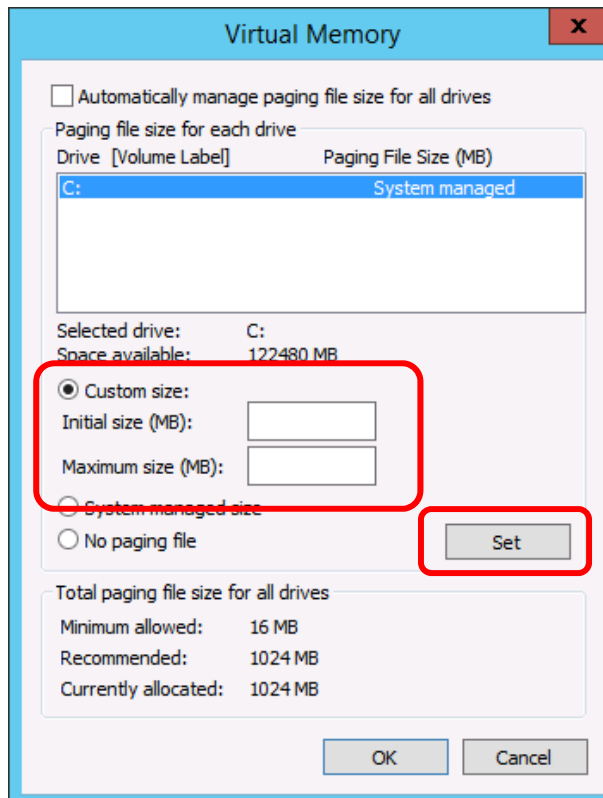 Virtual Memory
x
Automatically manage paging file size for all drives
Paging file size for each drive
Drive [Volume Label] Paging File Size (MB)
C: System managed
Selected drive: C:
Space available: 122480 MB
Custom size:
Initial size (MB):
Maximum size (MB):
System managed size
No paging file
Set
Total paging file size for all drives
Minimum allowed: 16 MB
Recommended: 1024 MB
Currently allocated: 1024 MB
OK Cancel